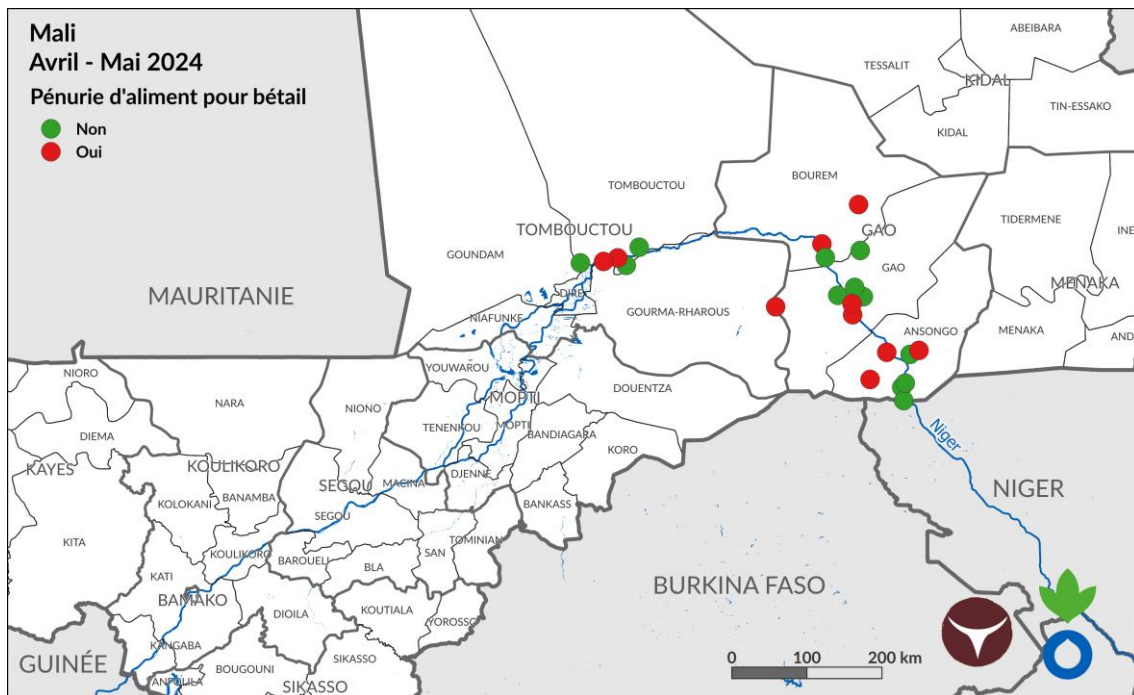 Mali
Avril - Mai 2024
Pénurie d'aliment pour bétail
Non
Oui
ABEIBARA
TESSALIT
KIDAL
TIN-ESSAKO
KIDAL
BOUREM
TOMBOUCTOU
TIDERMENE
TOMBOUCTOU
GAO
INE
GOUNDAM
GAO
MENAKA
MAURITANIE
DIRE
NIAFUNKE
GOURMA-RHAROUS
ANSONGO
MENAKA
AND
NIORO
YOUWAROU
DOUENTZA
NARA
NIONO
MOPTI
TENENKOU
MOPTI
BANDIAGARA
DIEMA
KORO
Niger
KAYES
KOULIKORO
DJENNE
SEGOU
MACINA
NIGER
KOLOKANI
BANAMBA
BANKASS
SEGOU
KITA
TOMINIAN
KOULIKORO
BAROUELI
SAN
BLA
KATI
BURKINA FASO
BAMAKO
DIOILA
KOUTIALA
YOROSSO
KANGABA
GUINÉE
BOUGOUNI
SIKASSO
SIKASSO
0 100 200 km